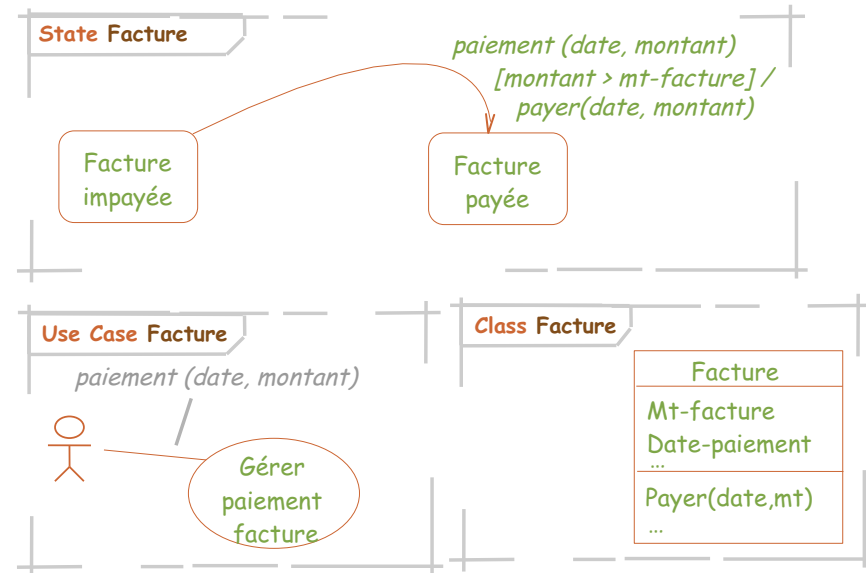 State Facture
paiement (date, montant)
[montant > mt-facture] /
payer(date, montant)
Facture
impayée
Facture
payée
Use Case Facture
paiement (date, montant)
Gérer
paiement
facture
Class Facture
Facture
Mt-facture
Date-paiement
...
Payer(date,mt)
...